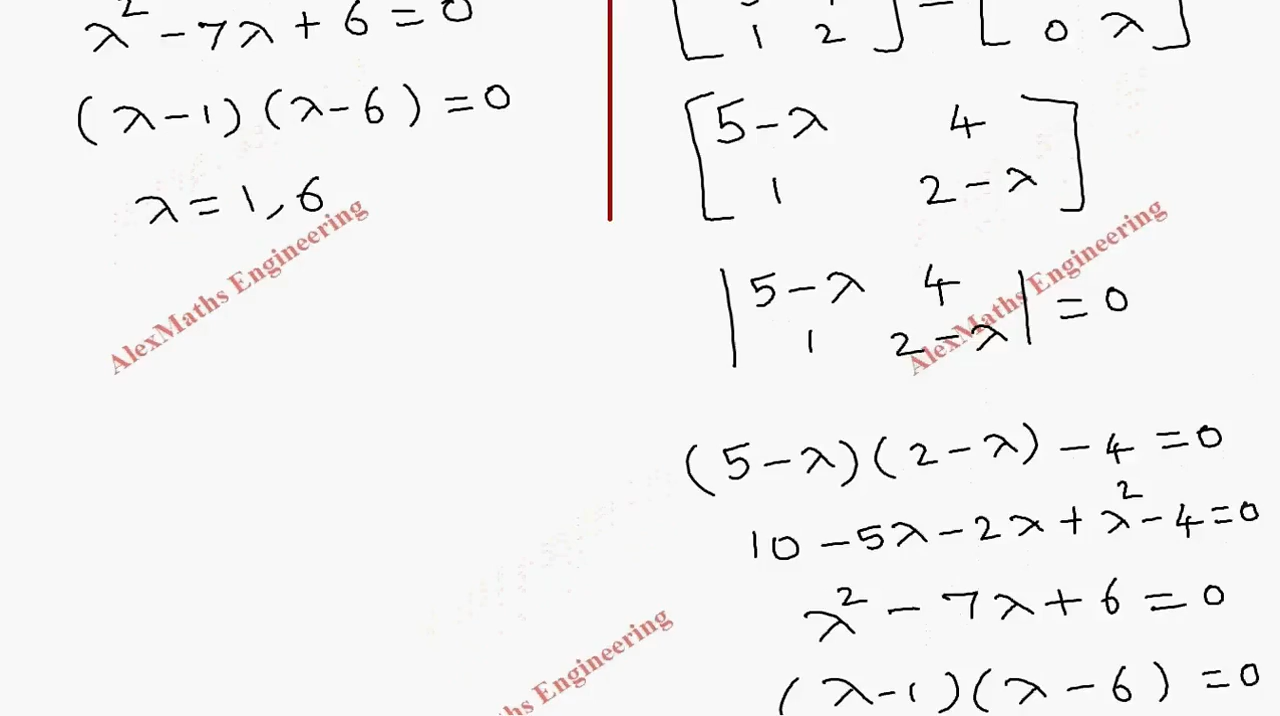 λ² - 7λ + 6 = 0
(λ - 1) (λ - 6) = 0
λ = 1, 6
AlexMaths Engineering
1 2 ] - [ 0 λ ]
[ 5 - λ 4
1 2 - λ ]
| 5 - λ 4
1 2 - λ | = 0
AlexMaths Engineering
(5 - λ)(2 - λ) - 4 = 0
10 - 5λ - 2λ + λ² - 4 = 0
λ² - 7λ + 6 = 0
(λ - 1)(λ - 6) = 0
Engineering